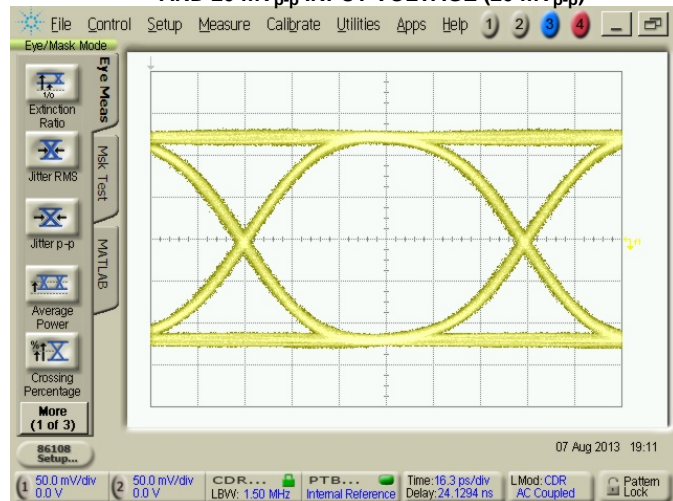 AND 20 mVp-p INPUT VOLTAGE (20 mVp-p)
File Control Setup Measure Calibrate Utilities Apps Help 1 2 3 4
Eye/Mask Mode
Eye Meas
Msk Test
MATLAB
1/0
Extinction
Ratio
Jitter RMS
Jitter p-p
Average
Power
%
Crossing
Percentage
More
(1 of 3)
86108
Setup...
07 Aug 2013 19:11
1 50.0 mV/div
0.0 V
2 50.0 mV/div
0.0 V
CDR...
LBW: 1.50 MHz
PTB...
Internal Reference
Time:16.3 ps/div
Delay:24.1294 ns
LMod:CDR
AC Coupled
Pattern
Lock